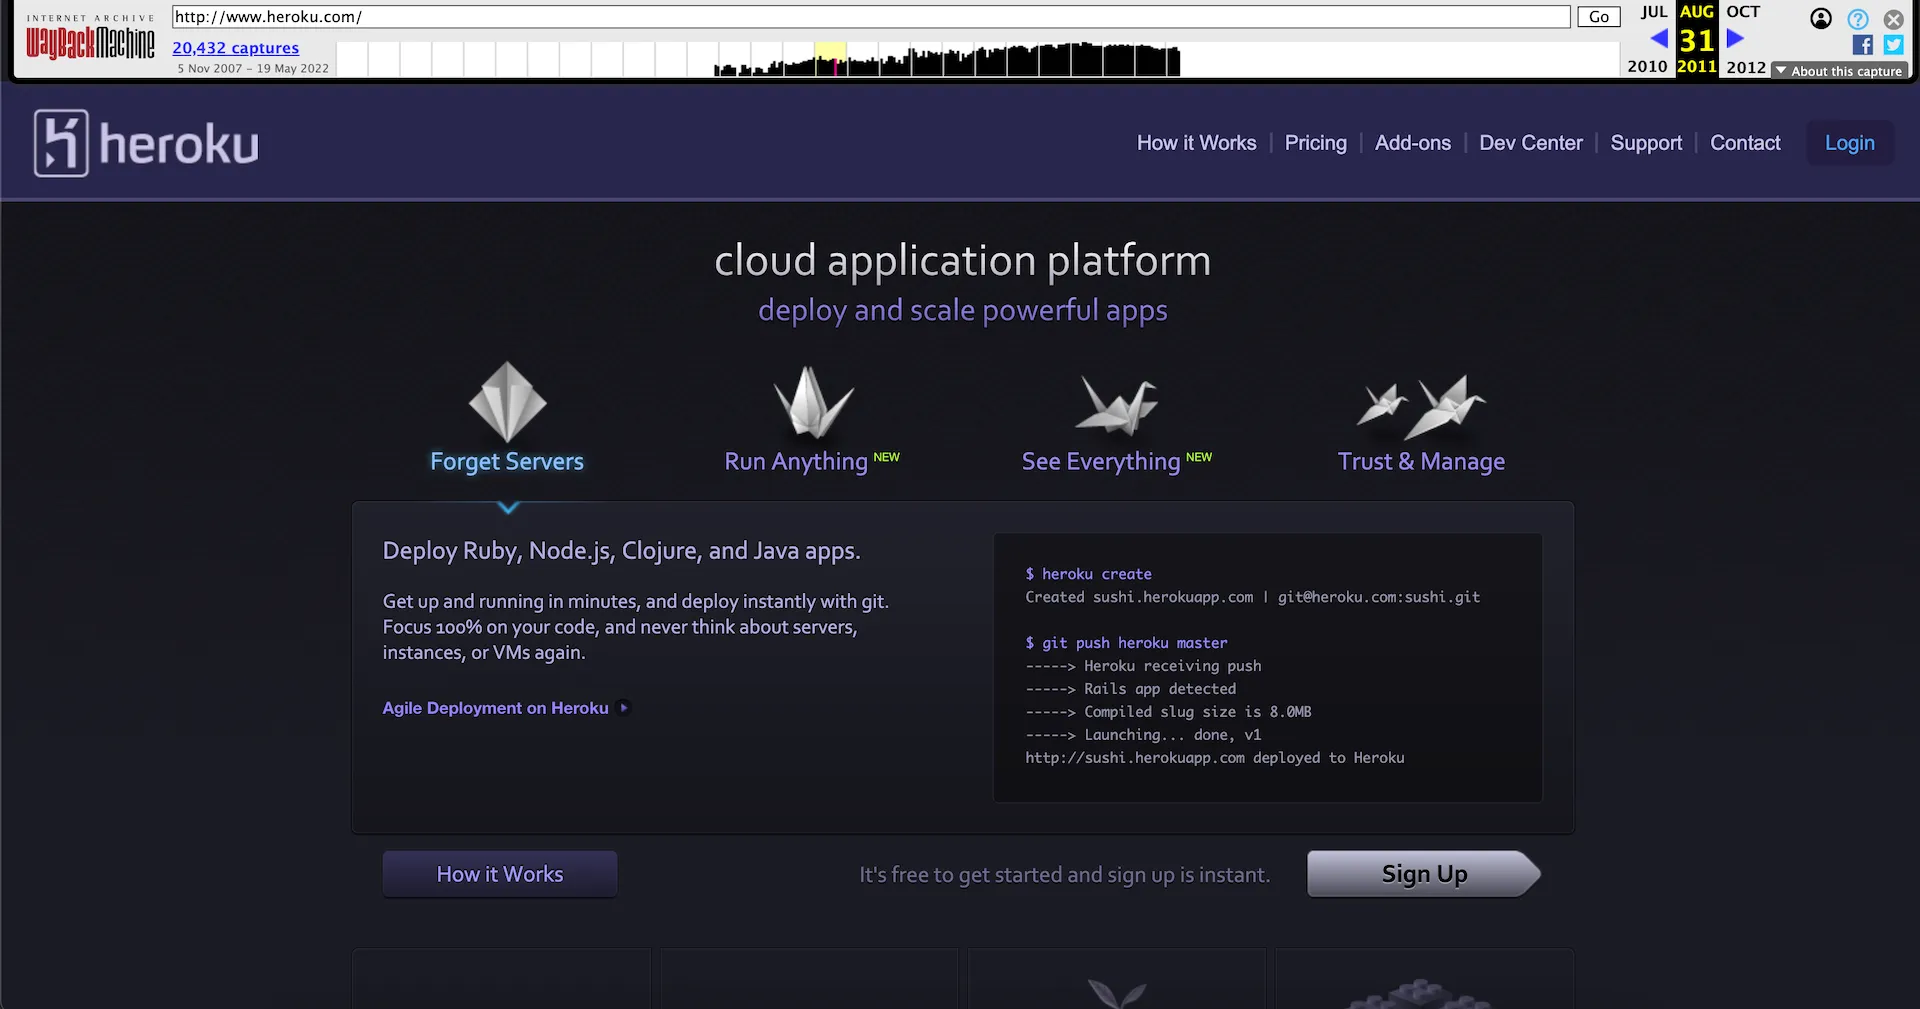 INTERNET ARCHIVE
WayBackMachine
http://www.heroku.com/
Go
20,432 captures
5 Nov 2007 – 19 May 2022
JUL AUG OCT
31
2010 2011 2012
?
f
About this capture
heroku
How it Works | Pricing | Add-ons | Dev Center | Support | Contact Login
cloud application platform
deploy and scale powerful apps
Forget Servers
Run Anything NEW
See Everything NEW
Trust & Manage
Deploy Ruby, Node.js, Clojure, and Java apps.
Get up and running in minutes, and deploy instantly with git.
Focus 100% on your code, and never think about servers,
instances, or VMs again.
Agile Deployment on Heroku
$ heroku create
Created sushi.herokuapp.com | git@heroku.com:sushi.git
$ git push heroku master
-----> Heroku receiving push
-----> Rails app detected
-----> Compiled slug size is 8.0MB
-----> Launching... done, v1
http://sushi.herokuapp.com deployed to Heroku
How it Works
It's free to get started and sign up is instant.
Sign Up